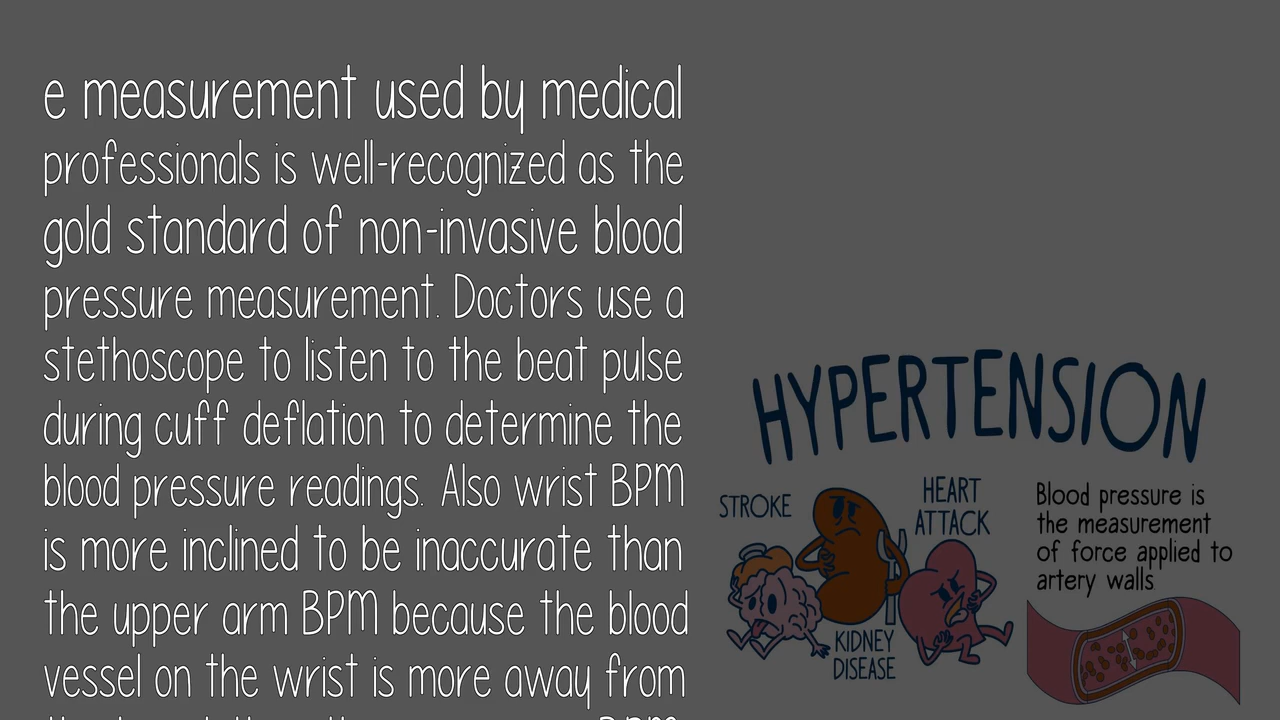 e measurement used by medical
professionals is well-recognized as the
gold standard of non-invasive blood
pressure measurement. Doctors use a
stethoscope to listen to the beat pulse
during cuff deflation to determine the
blood pressure readings. Also wrist BPM
is more inclined to be inaccurate than
the upper arm BPM because the blood
vessel on the wrist is more away from
BPM
HYPERTENSION
STROKE
HEART
ATTACK
KIDNEY
DISEASE
Blood pressure is
the measurement
of force applied to
artery walls